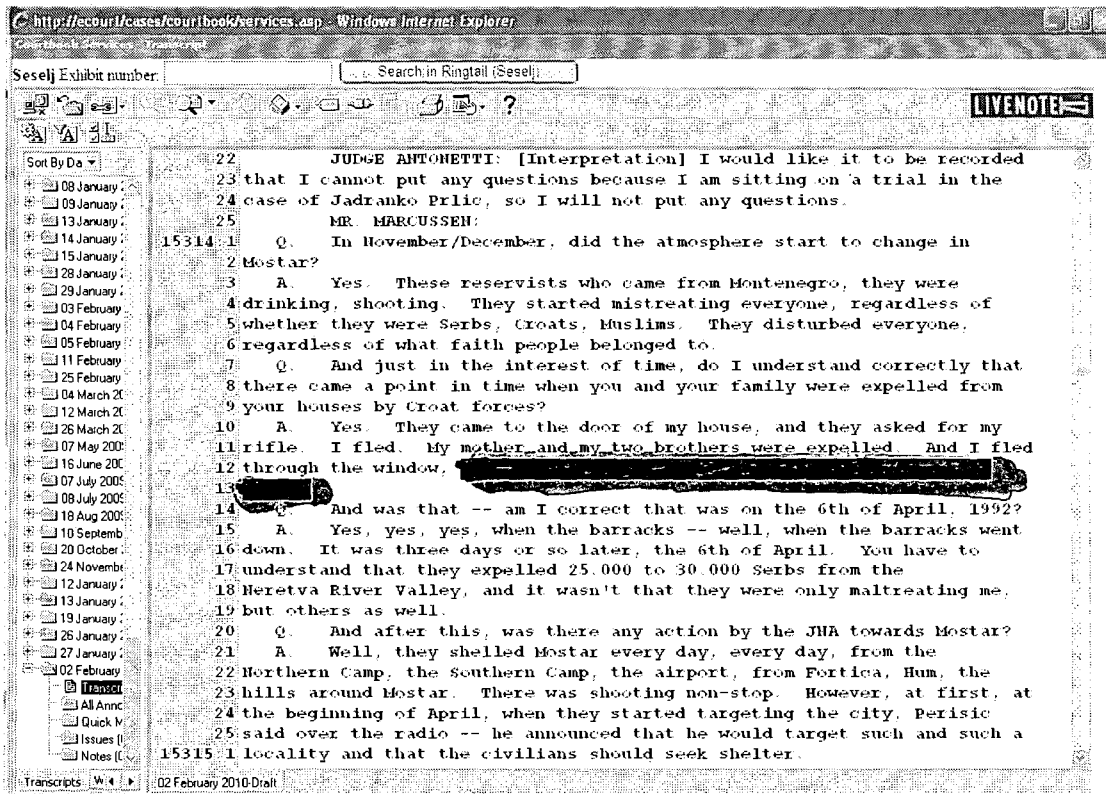 http://ecourt/cases/courtbook/services.asp - Windows Internet Explorer
Courtbook Services - Transcript
Seselj Exhibit number:
Search in Ringtail (Seselj)
LIVENOTE
Sort By Da
08 January
09 January
13 January
14 January
15 January
28 January
29 January
03 February
04 February
05 February
11 February
25 February
04 March 20
12 March 20
26 March 20
07 May 200
16 June 200
07 July 2009
08 July 2009
18 Aug 2009
10 Septemb
20 October
24 Novembe
12 January
13 January
19 January
26 January
27 January
02 February
Transcri
All Anno
Quick M
Issues (
Notes (
Transcripts W
22 JUDGE ANTONETTI: [Interpretation] I would like it to be recorded
23 that I cannot put any questions because I am sitting on a trial in the
24 case of Jadranko Prlic, so I will not put any questions.
25 MR. MARCUSSEN:
15314:1 Q. In November/December, did the atmosphere start to change in
2 Mostar?
3 A. Yes. These reservists who came from Montenegro, they were
4 drinking, shooting. They started mistreating everyone, regardless of
5 whether they were Serbs, Croats, Muslims. They disturbed everyone,
6 regardless of what faith people belonged to.
7 Q. And just in the interest of time, do I understand correctly that
8 there came a point in time when you and your family were expelled from
9 your houses by Croat forces?
10 A. Yes. They came to the door of my house, and they asked for my
11 rifle. I fled. My mother and my two brothers were expelled. And I fled
12 through the window,
13
14 Q. And was that -- am I correct that was on the 6th of April, 1992?
15 A. Yes, yes, yes, when the barracks -- well, when the barracks went
16 down. It was three days or so later, the 6th of April. You have to
17 understand that they expelled 25.000 to 30.000 Serbs from the
18 Neretva River Valley, and it wasn't that they were only maltreating me,
19 but others as well.
20 Q. And after this, was there any action by the JNA towards Mostar?
21 A. Well, they shelled Mostar every day, every day, from the
22 Northern Camp, the Southern Camp, the airport, from Fortica, Hum, the
23 hills around Mostar. There was shooting non-stop. However, at first, at
24 the beginning of April, when they started targeting the city, Perisic
25 said over the radio -- he announced that he would target such and such a
15315:1 locality and that the civilians should seek shelter.
02 February 2010-Draft